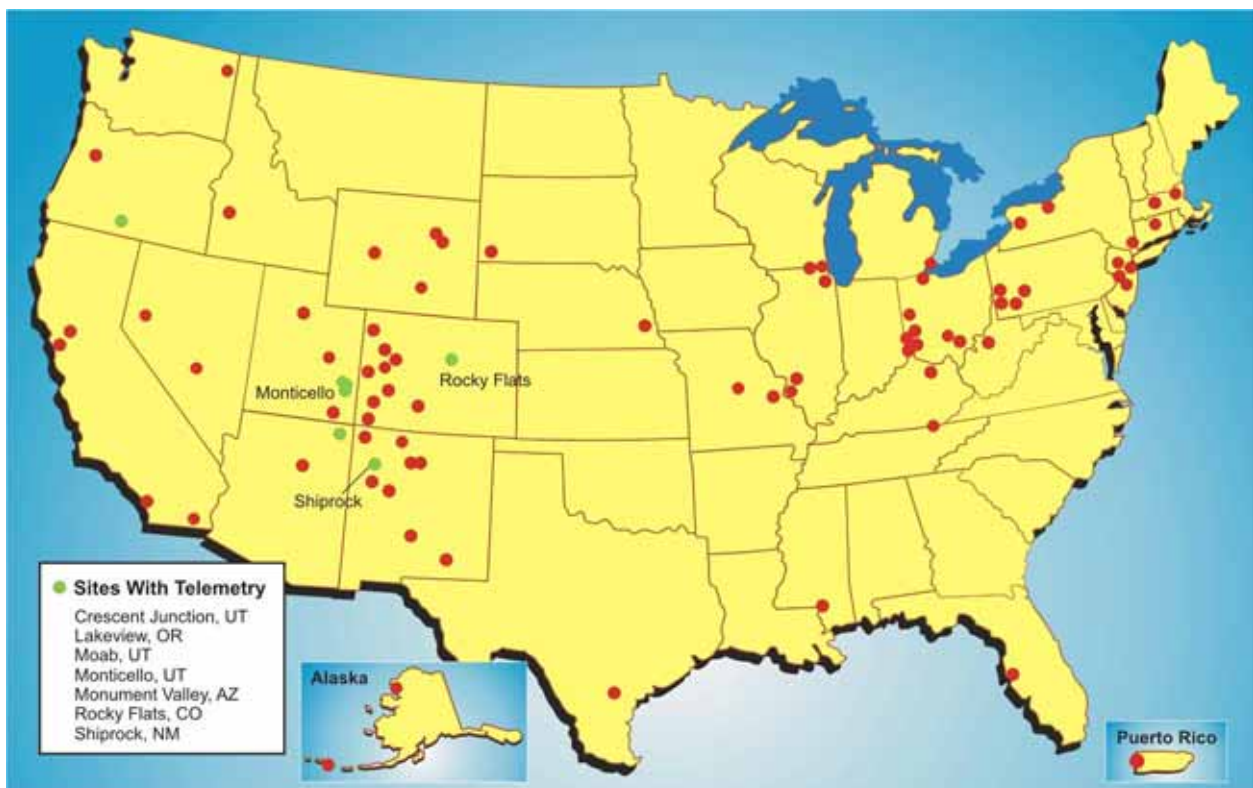 Rocky Flats
Monticello
Shiprock
Sites With Telemetry
Crescent Junction, UT
Lakeview, OR
Moab, UT
Monticello, UT
Monument Valley, AZ
Rocky Flats, CO
Shiprock, NM
Alaska
Puerto Rico